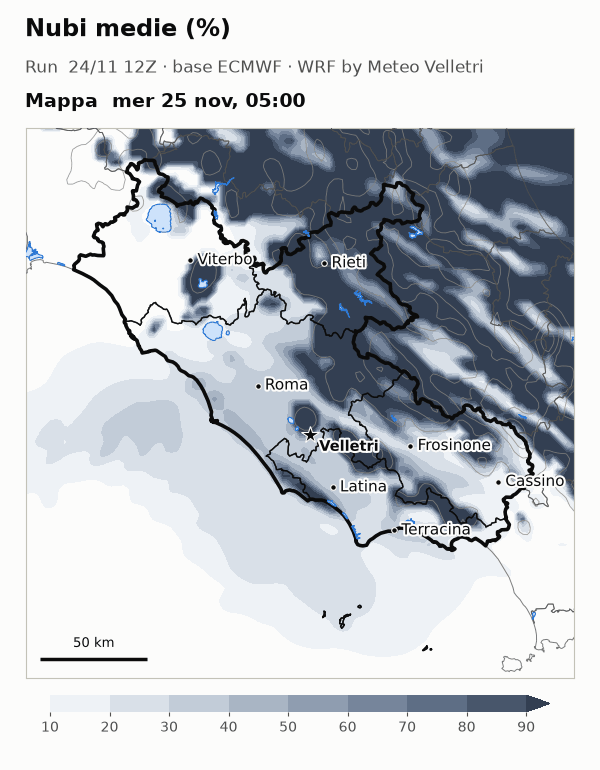 Nubi medie (%)
Run 24/11 12Z · base ECMWF · WRF by Meteo Velletri
Mappa mer 25 nov, 05:00
Viterbo
Rieti
Roma
Velletri
Frosinone
Latina
Cassino
Terracina
50 km
10 20 30 40 50 60 70 80 90